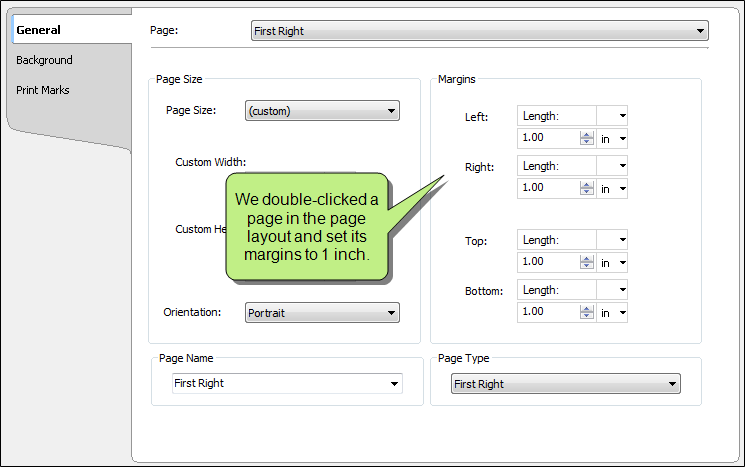 General
Background
Print Marks
Page: First Right
Page Size
Page Size: (custom)
Custom Width:
Custom He
We double-clicked a
page in the page
layout and set its
margins to 1 inch.
Orientation: Portrait
Margins
Left: Length:
1.00 in
Right: Length:
1.00 in
Top: Length:
1.00 in
Bottom: Length:
1.00 in
Page Name
First Right
Page Type
First Right